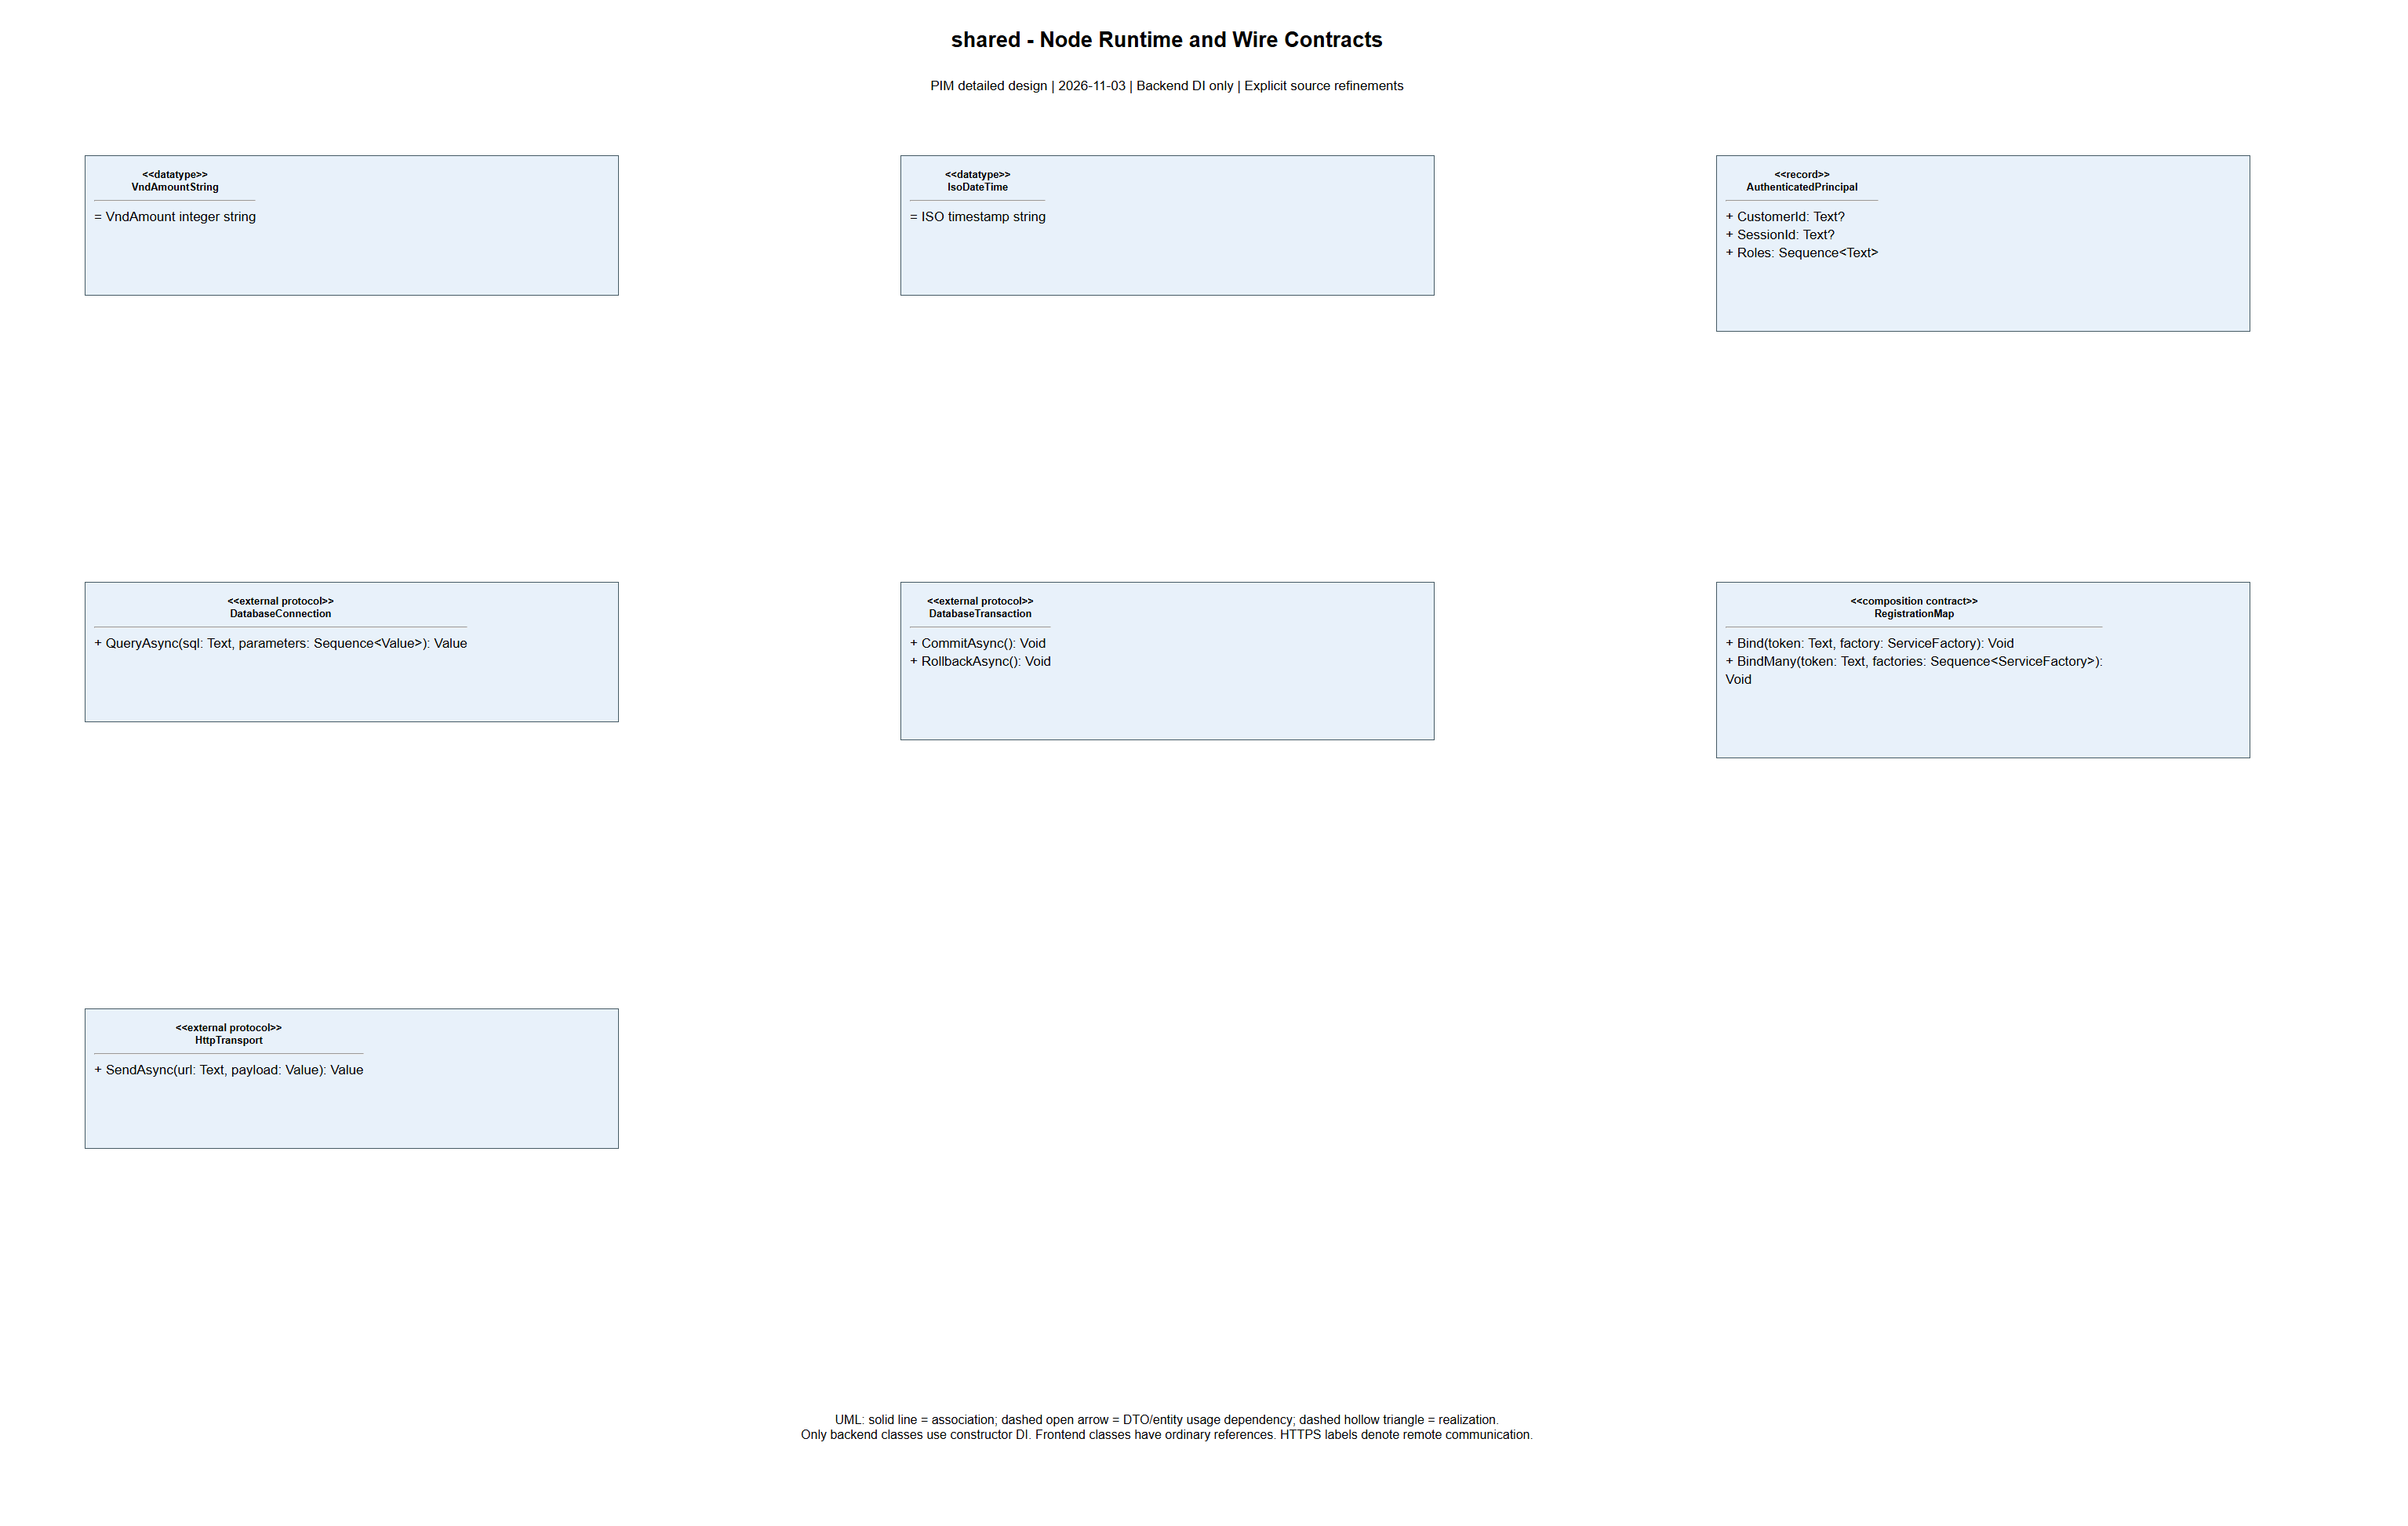 shared - Node Runtime and Wire Contracts
PIM detailed design | 2026-11-03 | Backend DI only | Explicit source refinements
<<datatype>>
VndAmountString
= VndAmount integer string
<<datatype>>
IsoDateTime
= ISO timestamp string
<<record>>
AuthenticatedPrincipal
+ CustomerId: Text?
+ SessionId: Text?
+ Roles: Sequence<Text>
<<external protocol>>
DatabaseConnection
+ QueryAsync(sql: Text, parameters: Sequence<Value>): Value
<<external protocol>>
DatabaseTransaction
+ CommitAsync(): Void
+ RollbackAsync(): Void
<<composition contract>>
RegistrationMap
+ Bind(token: Text, factory: ServiceFactory): Void
+ BindMany(token: Text, factories: Sequence<ServiceFactory>):
Void
<<external protocol>>
HttpTransport
+ SendAsync(url: Text, payload: Value): Value
UML: solid line = association; dashed open arrow = DTO/entity usage dependency; dashed hollow triangle = realization.
Only backend classes use constructor DI. Frontend classes have ordinary references. HTTPS labels denote remote communication.